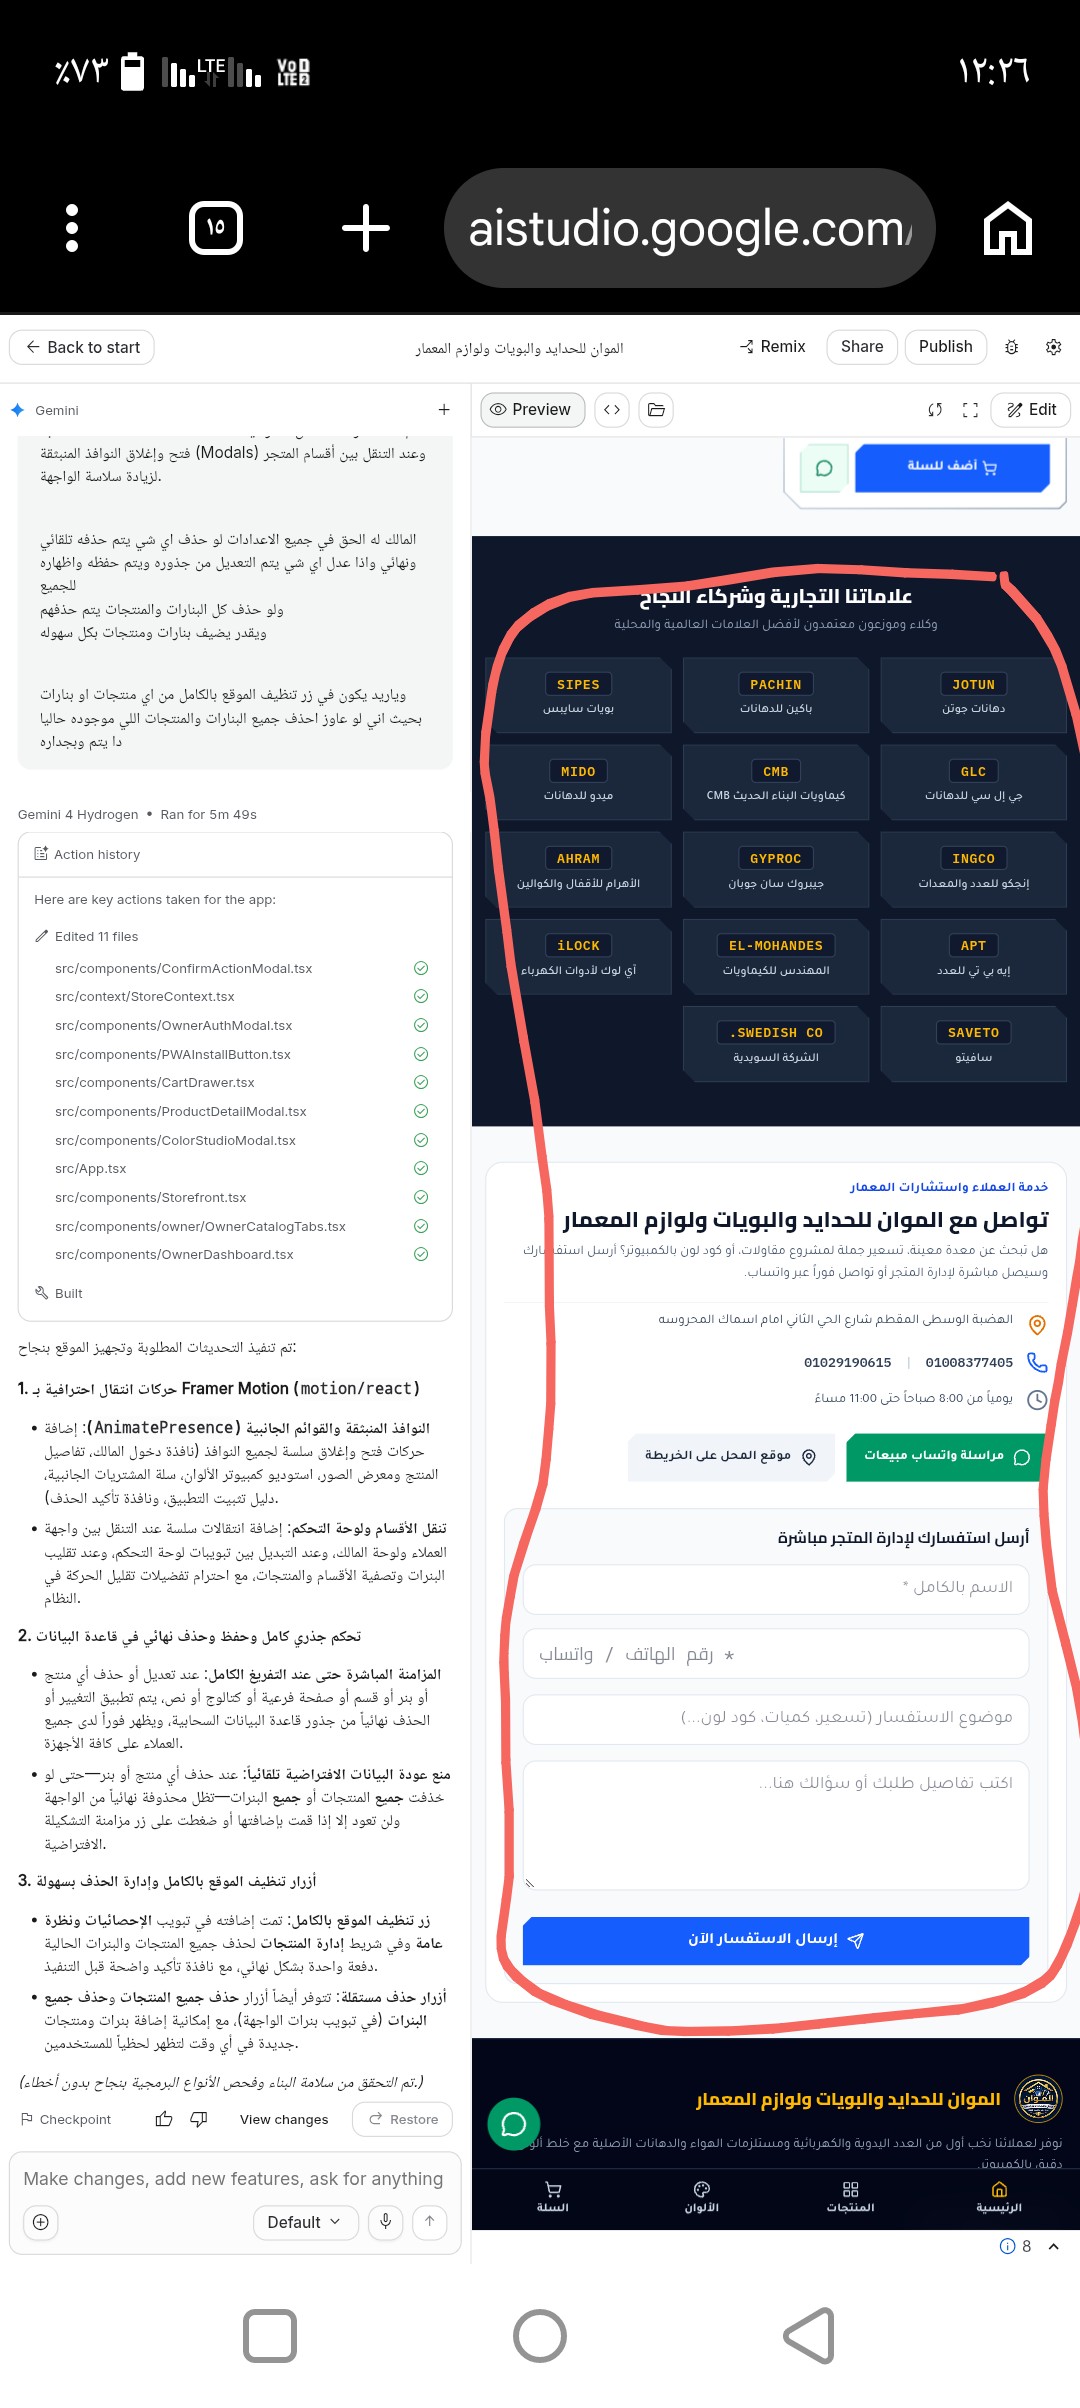 ٪٧٣
LTE
VoD LTE2
١٢:٢٦
١٥
aistudio.google.com/
Back to start
الموان للحدايد والبويات ولوازم المعمار
Remix
Share
Publish
Gemini
وعند التنقل بين أقسام المتجر (Modals) فتح وإغلاق النوافذ المنبثقة
لزيادة سلاسة الواجهة.
المالك له الحق في جميع الاعدادات لو حذف اي شي يتم حذفه تلقائي
ونهائي واذا عدل اي شي يتم التعديل من جذوره ويتم حفظه واظهاره
للجميع
ولو حذف كل البنارات والمنتجات يتم حذفهم
ويقدر يضيف بنارات ومنتجات بكل سهوله
وياريد يكون في زر تنظيف الموقع بالكامل من اي منتجات او بنارات
بحيث اني لو عاوز احذف جميع البنارات والمنتجات اللي موجوده حاليا
دا يتم وبجداره
Gemini 4 Hydrogen • Ran for 5m 49s
Action history
Here are key actions taken for the app:
Edited 11 files
src/components/ConfirmActionModal.tsx
src/context/StoreContext.tsx
src/components/OwnerAuthModal.tsx
src/components/PWAInstallButton.tsx
src/components/CartDrawer.tsx
src/components/ProductDetailModal.tsx
src/components/ColorStudioModal.tsx
src/App.tsx
src/components/Storefront.tsx
src/components/owner/OwnerCatalogTabs.tsx
src/components/OwnerDashboard.tsx
Built
تم تنفيذ التحديثات المطلوبة وتجهيز الموقع بنجاح:
1. حركات انتقال احترافية بـ Framer Motion (motion/react)
• النوافذ المنبثقة والقوائم الجانبية (AnimatePresence): إضافة
حركات فتح وإغلاق سلسة لجميع النوافذ (نافذة دخول المالك، تفاصيل
المنتج ومعرض الصور، استوديو كمبيوتر الألوان، سلة المشتريات الجانبية،
دليل تثبيت التطبيق، ونافذة تأكيد الحذف).
• تنقل الأقسام ولوحة التحكم: إضافة انتقالات سلسة عند التنقل بين واجهة
العملاء ولوحة المالك، وعند التبديل بين تبويبات لوحة التحكم، وعند تقليب
البنرات وتصفية الأقسام والمنتجات، مع احترام تفضيلات تقليل الحركة في
النظام.
2. تحكم جذري كامل وحفظ وحذف نهائي في قاعدة البيانات
• المزامنة المباشرة حتى عند التفريغ الكامل: عند تعديل أو حذف أي منتج
أو بنر أو قسم أو صفحة فرعية أو كتالوج أو نص، يتم تطبيق التغيير أو
الحذف نهائياً من جذور قاعدة البيانات السحابية، ويظهر فوراً لدى جميع
العملاء على كافة الأجهزة.
• منع عودة البيانات الافتراضية تلقائياً: عند حذف أي منتج أو بنر—حتى لو
حذفت جميع المنتجات أو جميع البنرات—تظل محذوفة نهائياً من الواجهة
ولن تعود إلا إذا قمت بإضافتها أو ضغطت على زر مزامنة التشكيلة
الافتراضية.
3. أزرار تنظيف الموقع بالكامل وإدارة الحذف بسهولة
• زر تنظيف الموقع بالكامل: تمت إضافته في تبويب الإحصائيات ونظرة
عامة وفي شريط إدارة المنتجات لحذف جميع المنتجات والبنرات الحالية
دفعة واحدة بشكل نهائي، مع نافذة تأكيد واضحة قبل التنفيذ.
• أزرار حذف مستقلة: تتوفر أيضاً أزرار حذف جميع المنتجات وحذف جميع
البنرات (في تبويب بنرات الواجهة)، مع إمكانية إضافة بنرات ومنتجات
جديدة في أي وقت لتظهر لحظياً للمستخدمين.
(تم التحقق من سلامة البناء وفحص الأنواع البرمجية بنجاح بدون أخطاء.)
Checkpoint
View changes
Restore
Make changes, add new features, ask for anything
Default
Preview
Edit
أضف للسلة
علاماتنا التجارية وشركاء النجاح
وكلاء وموزعون معتمدون لأفضل العلامات العالمية والمحلية
JOTUN
دهانات جوتن
PACHIN
باكين للدهانات
SIPES
بويات سايبس
GLC
جي إل سي للدهانات
CMB
كيماويات البناء الحديث CMB
MIDO
ميدو للدهانات
INGCO
إنجكو للعدد والمعدات
GYPROC
جيبروك سان جوبان
AHRAM
الأهرام للأقفال والكوالين
APT
إيه بي تي للعدد
EL-MOHANDES
المهندس للكيماويات
iLOCK
آي لوك لأدوات الكهرباء
SAVETO
سافيتو
.SWEDISH CO
الشركة السويدية
خدمة العملاء واستشارات المعمار
تواصل مع الموان للحدايد والبويات ولوازم المعمار
هل تبحث عن معدة معينة، تسعير جملة لمشروع مقاولات، أو كود لون بالكمبيوتر؟ أرسل استفسارك
وسيصل مباشرة لإدارة المتجر أو تواصل فوراً عبر واتساب.
الهضبة الوسطى المقطم شارع الحي الثاني امام اسماك المحروسه
01029190615 | 01008377405
يومياً من 8:00 صباحاً حتى 11:00 مساءً
مراسلة واتساب مبيعات
موقع المحل على الخريطة
أرسل استفسارك لإدارة المتجر مباشرة
الاسم بالكامل *
* رقم الهاتف / واتساب
موضوع الاستفسار (تسعير، كميات، كود لون...)
اكتب تفاصيل طلبك أو سؤالك هنا...
إرسال الاستفسار الآن
الموان للحدايد والبويات ولوازم المعمار
نوفر لعملائنا نخب أول من العدد اليدوية والكهربائية ومستلزمات الهواء والدهانات الأصلية مع خلط
دقيق بالكمبيوتر.
الرئيسية
المنتجات
الألوان
السلة
8